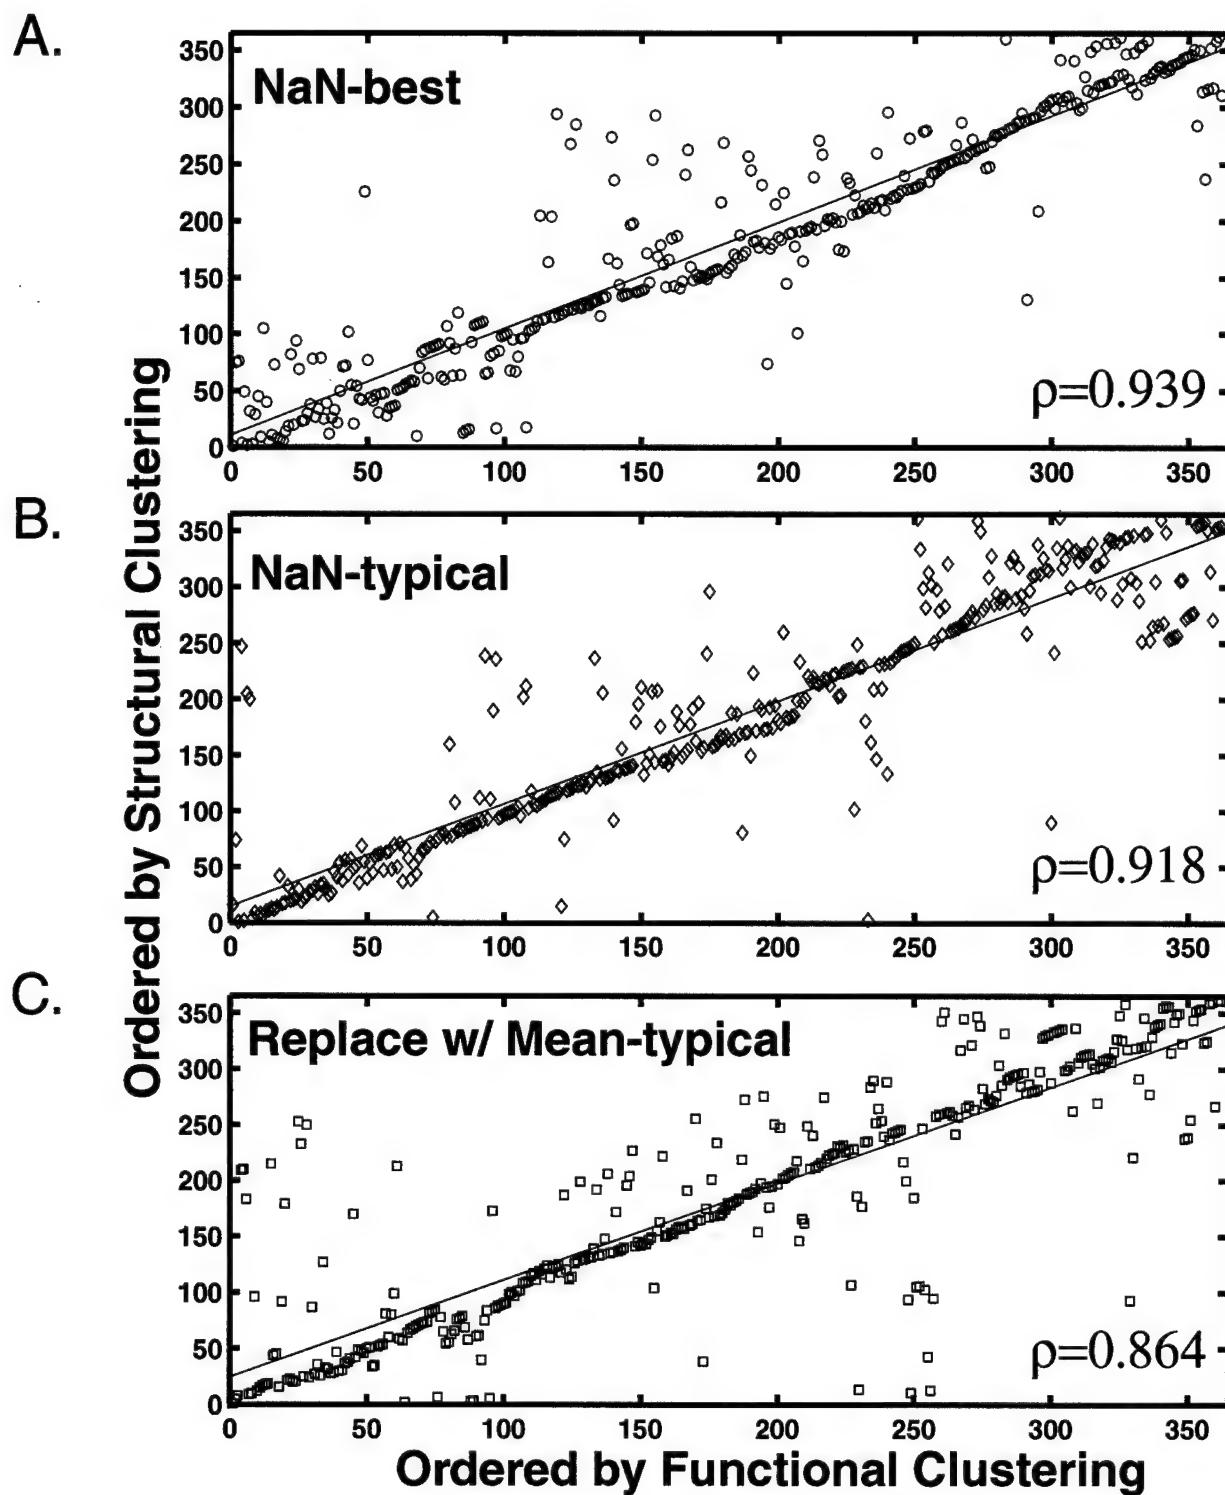 A.
NaN-best
350
300
250
200
150
100
50
0
ρ=0.939
0 50 100 150 200 250 300 350
Ordered by Structural Clustering
B.
NaN-typical
350
300
250
200
150
100
50
0
ρ=0.918
0 50 100 150 200 250 300 350
C.
Replace w/ Mean-typical
350
300
250
200
150
100
50
0
ρ=0.864
0 50 100 150 200 250 300 350
Ordered by Functional Clustering